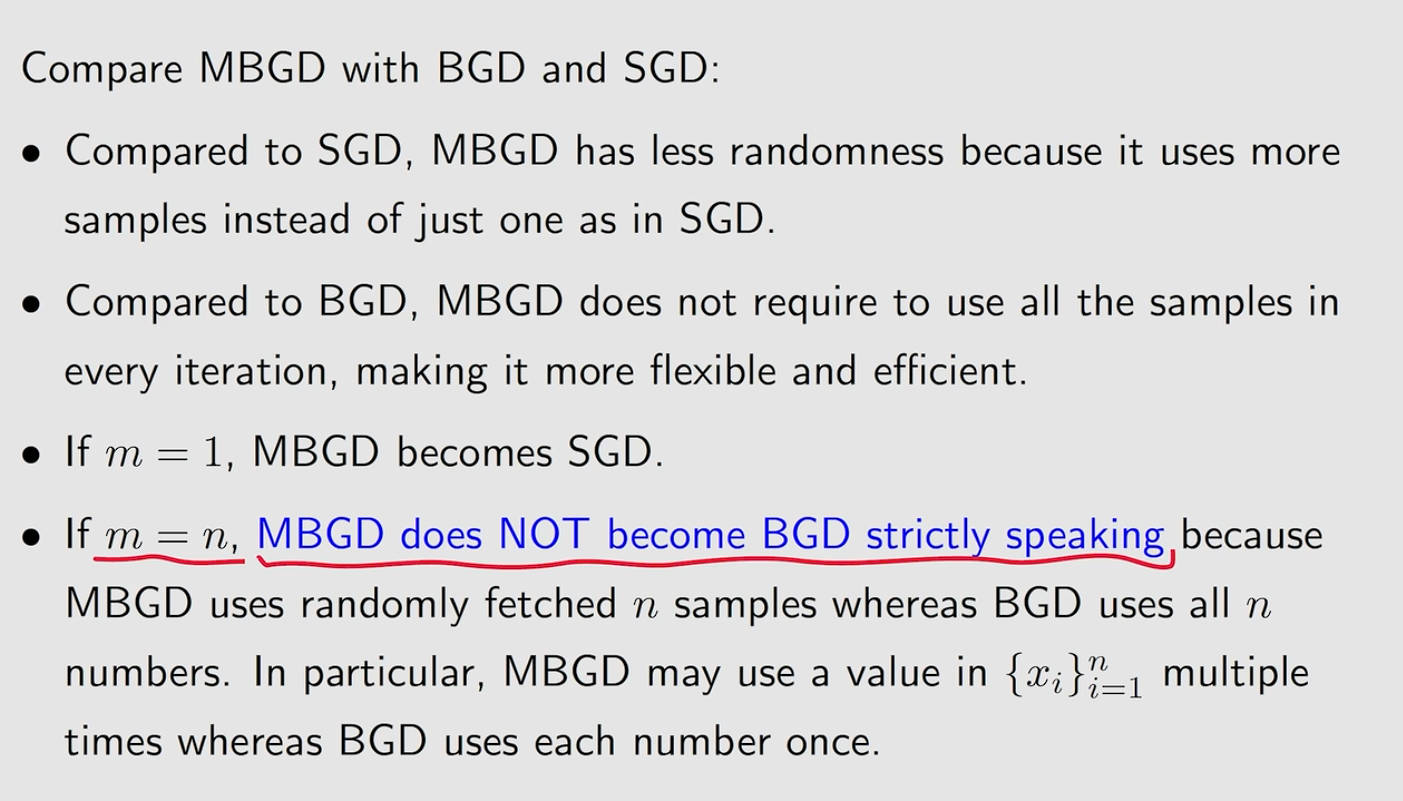 Compare MBGD with BGD and SGD:
• Compared to SGD, MBGD has less randomness because it uses more
samples instead of just one as in SGD.
• Compared to BGD, MBGD does not require to use all the samples in
every iteration, making it more flexible and efficient.
• If m = 1, MBGD becomes SGD.
• If m = n, MBGD does NOT become BGD strictly speaking because
MBGD uses randomly fetched n samples whereas BGD uses all n
numbers. In particular, MBGD may use a value in {x_i}_{i=1}^n multiple
times whereas BGD uses each number once.